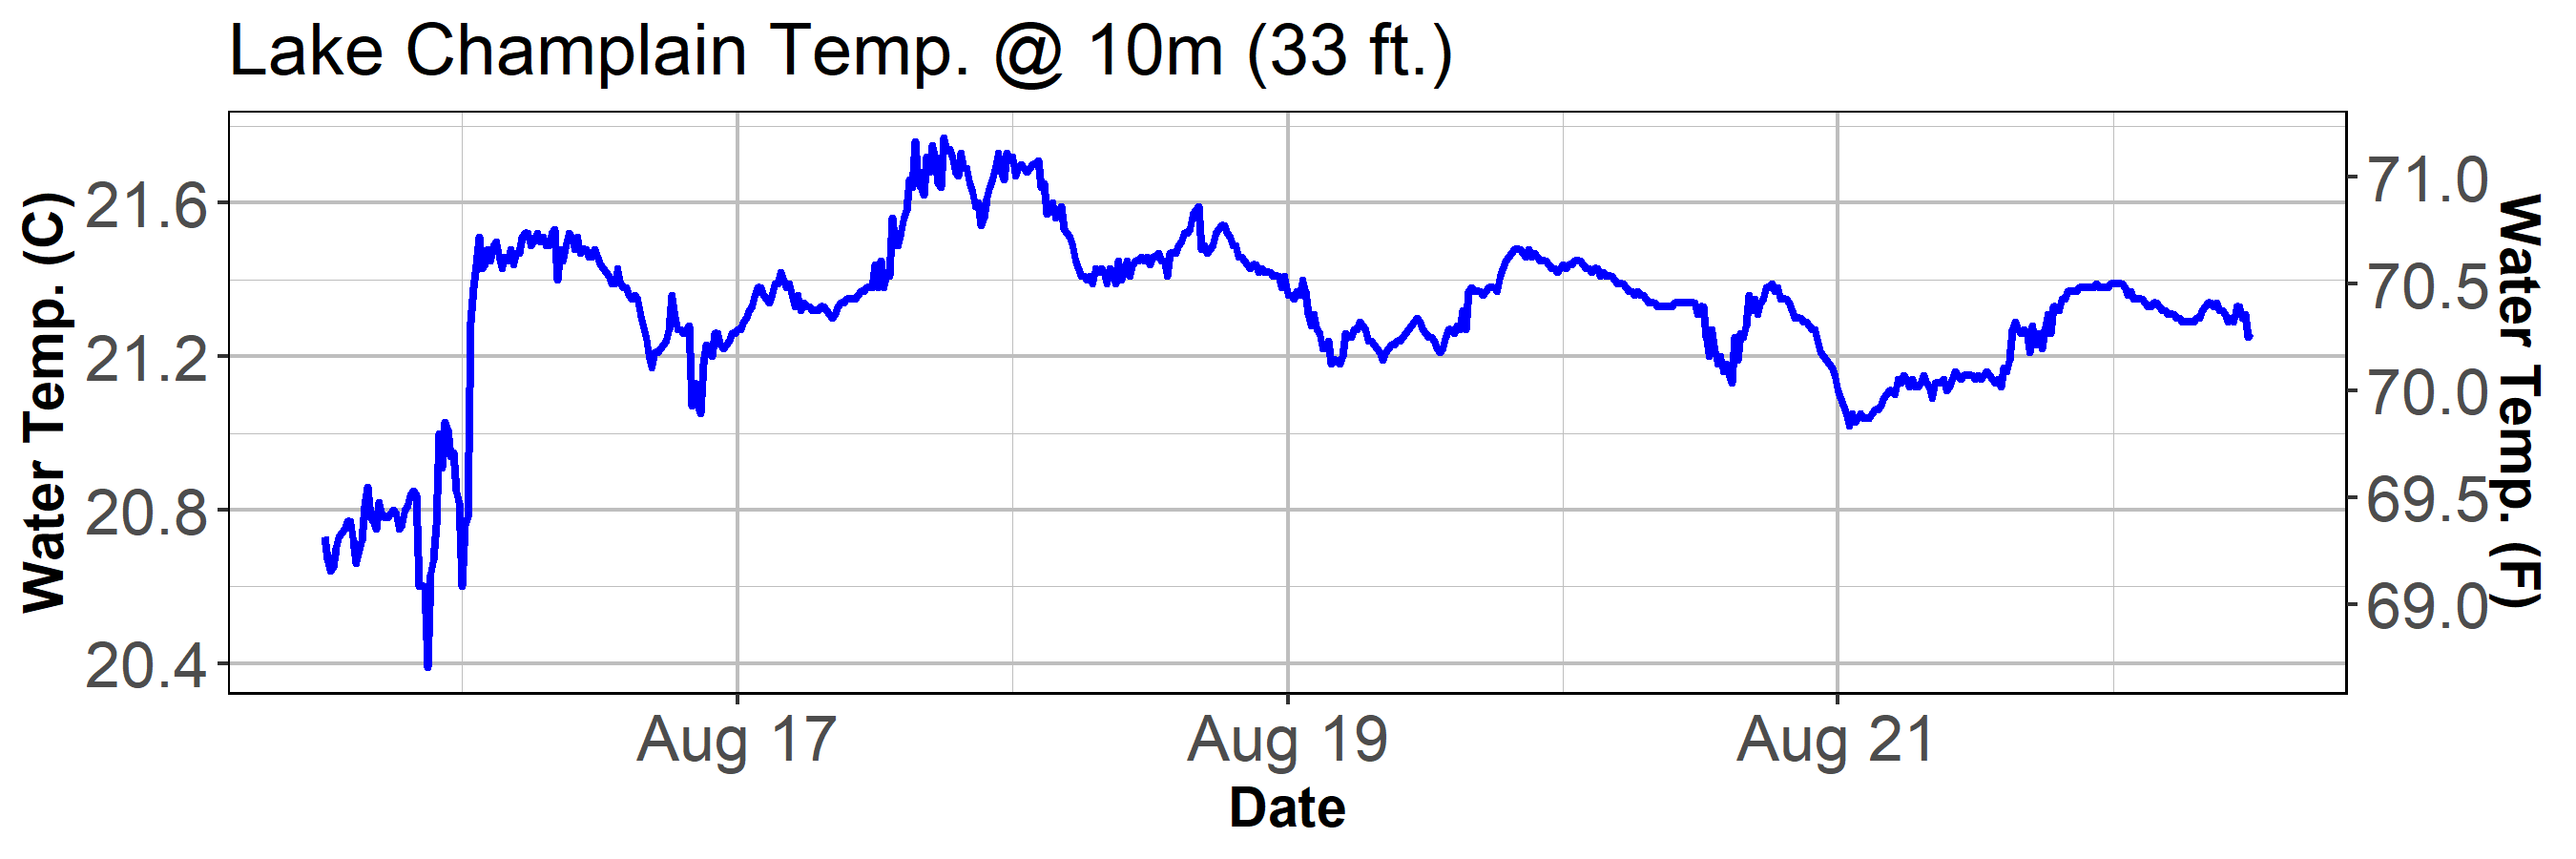 Lake Champlain Temp. @ 10m (33 ft.)
Water Temp. (C)
21.6
21.2
20.8
20.4
71.0
70.5
70.0
69.5
69.0
Water Temp. (F)
Aug 17
Aug 19
Aug 21
Date